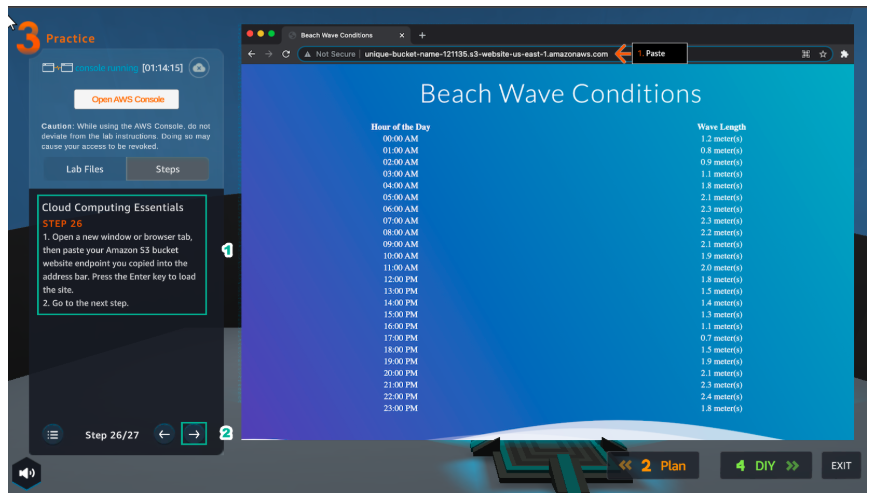 3 Practice
console running [01:14:15]
Open AWS Console
Caution: While using the AWS Console, do not
deviate from the lab instructions. Doing so may
cause your access to be revoked.
Lab Files Steps
Cloud Computing Essentials
STEP 26
1. Open a new window or browser tab,
then paste your Amazon S3 bucket
website endpoint you copied into the
address bar. Press the Enter key to load
the site.
2. Go to the next step.
1
Step 26/27
2
Beach Wave Conditions
Not Secure | unique-bucket-name-121135.s3-website-us-east-1.amazonaws.com
1. Paste
Beach Wave Conditions
Hour of the Day Wave Length
00:00 AM 1.2 meter(s)
01:00 AM 0.8 meter(s)
02:00 AM 0.9 meter(s)
03:00 AM 1.1 meter(s)
04:00 AM 1.8 meter(s)
05:00 AM 2.1 meter(s)
06:00 AM 2.3 meter(s)
07:00 AM 2.3 meter(s)
08:00 AM 2.2 meter(s)
09:00 AM 2.1 meter(s)
10:00 AM 1.9 meter(s)
11:00 AM 2.0 meter(s)
12:00 PM 1.8 meter(s)
13:00 PM 1.5 meter(s)
14:00 PM 1.4 meter(s)
15:00 PM 1.3 meter(s)
16:00 PM 1.1 meter(s)
17:00 PM 0.7 meter(s)
18:00 PM 1.5 meter(s)
19:00 PM 1.9 meter(s)
20:00 PM 2.1 meter(s)
21:00 PM 2.3 meter(s)
22:00 PM 2.4 meter(s)
23:00 PM 1.8 meter(s)
2 Plan
4 DIY
EXIT